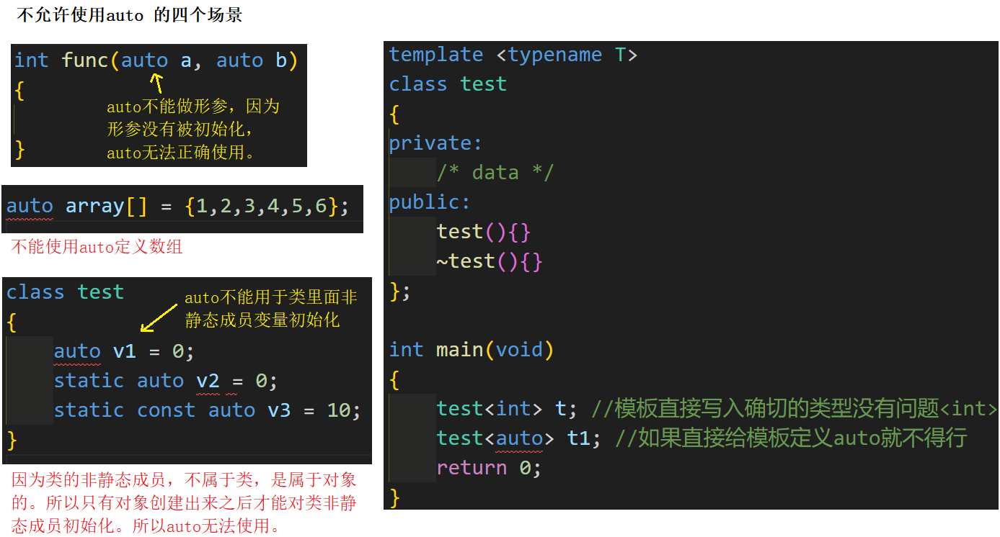 不允许使用auto 的四个场景
int func(auto a, auto b)
{
auto不能做形参，因为
形参没有被初始化，
auto无法正确使用。
}
auto array[] = {1,2,3,4,5,6};
不能使用auto定义数组
class test
{
auto不能用于类里面非
静态成员变量初始化
auto v1 = 0;
static auto v2 = 0;
static const auto v3 = 10;
}
因为类的非静态成员，不属于类，是属于对象
的。所以只有对象创建出来之后才能对类非静
态成员初始化。所以auto无法使用。
template <typename T>
class test
{
private:
/* data */
public:
test(){}
~test(){}
};
int main(void)
{
test<int> t; //模板直接写入确切的类型没有问题<int>
test<auto> t1; //如果直接给模板定义auto就不得行
return 0;
}